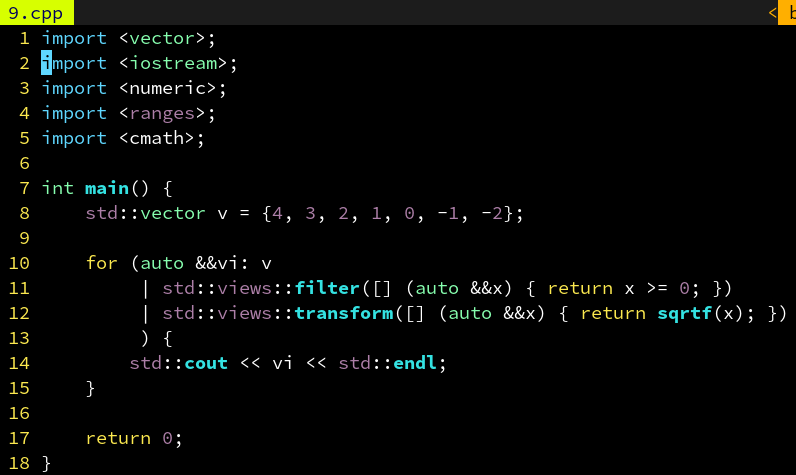 9.cpp < b
1 import <vector>;
2 import <iostream>;
3 import <numeric>;
4 import <ranges>;
5 import <cmath>;
6
7 int main() {
8     std::vector v = {4, 3, 2, 1, 0, -1, -2};
9
10     for (auto &&vi: v
11          | std::views::filter([] (auto &&x) { return x >= 0; })
12          | std::views::transform([] (auto &&x) { return sqrtf(x); })
13          ) {
14         std::cout << vi << std::endl;
15     }
16
17     return 0;
18 }